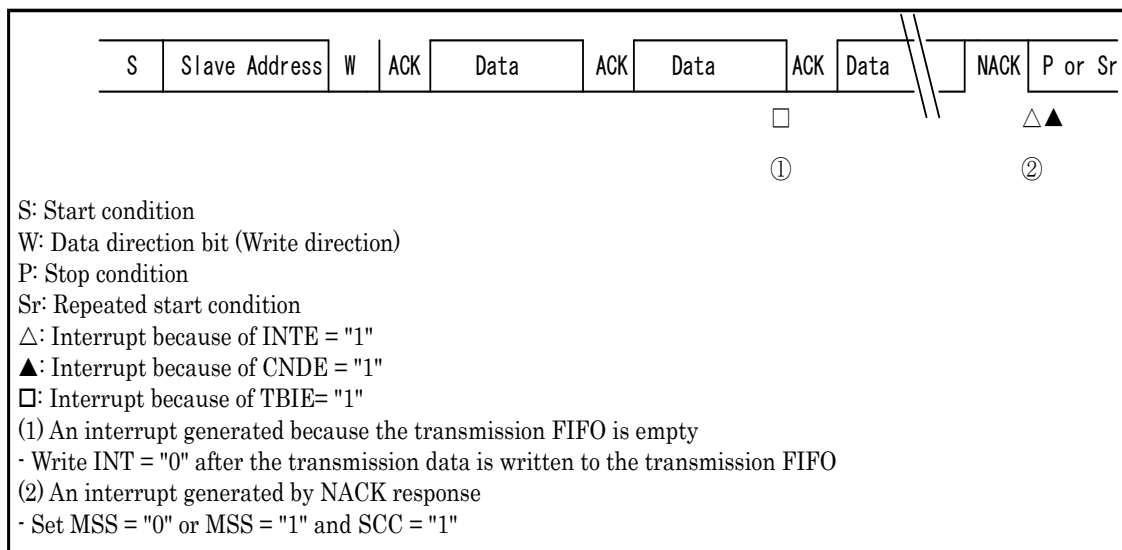 S Slave Address W ACK Data ACK Data ACK Data NACK P or Sr
□ △▲
① ②
S: Start condition
W: Data direction bit (Write direction)
P: Stop condition
Sr: Repeated start condition
△: Interrupt because of INTE = "1"
▲: Interrupt because of CNDE = "1"
□: Interrupt because of TBIE= "1"
(1) An interrupt generated because the transmission FIFO is empty
- Write INT = "0" after the transmission data is written to the transmission FIFO
(2) An interrupt generated by NACK response
- Set MSS = "0" or MSS = "1" and SCC = "1"